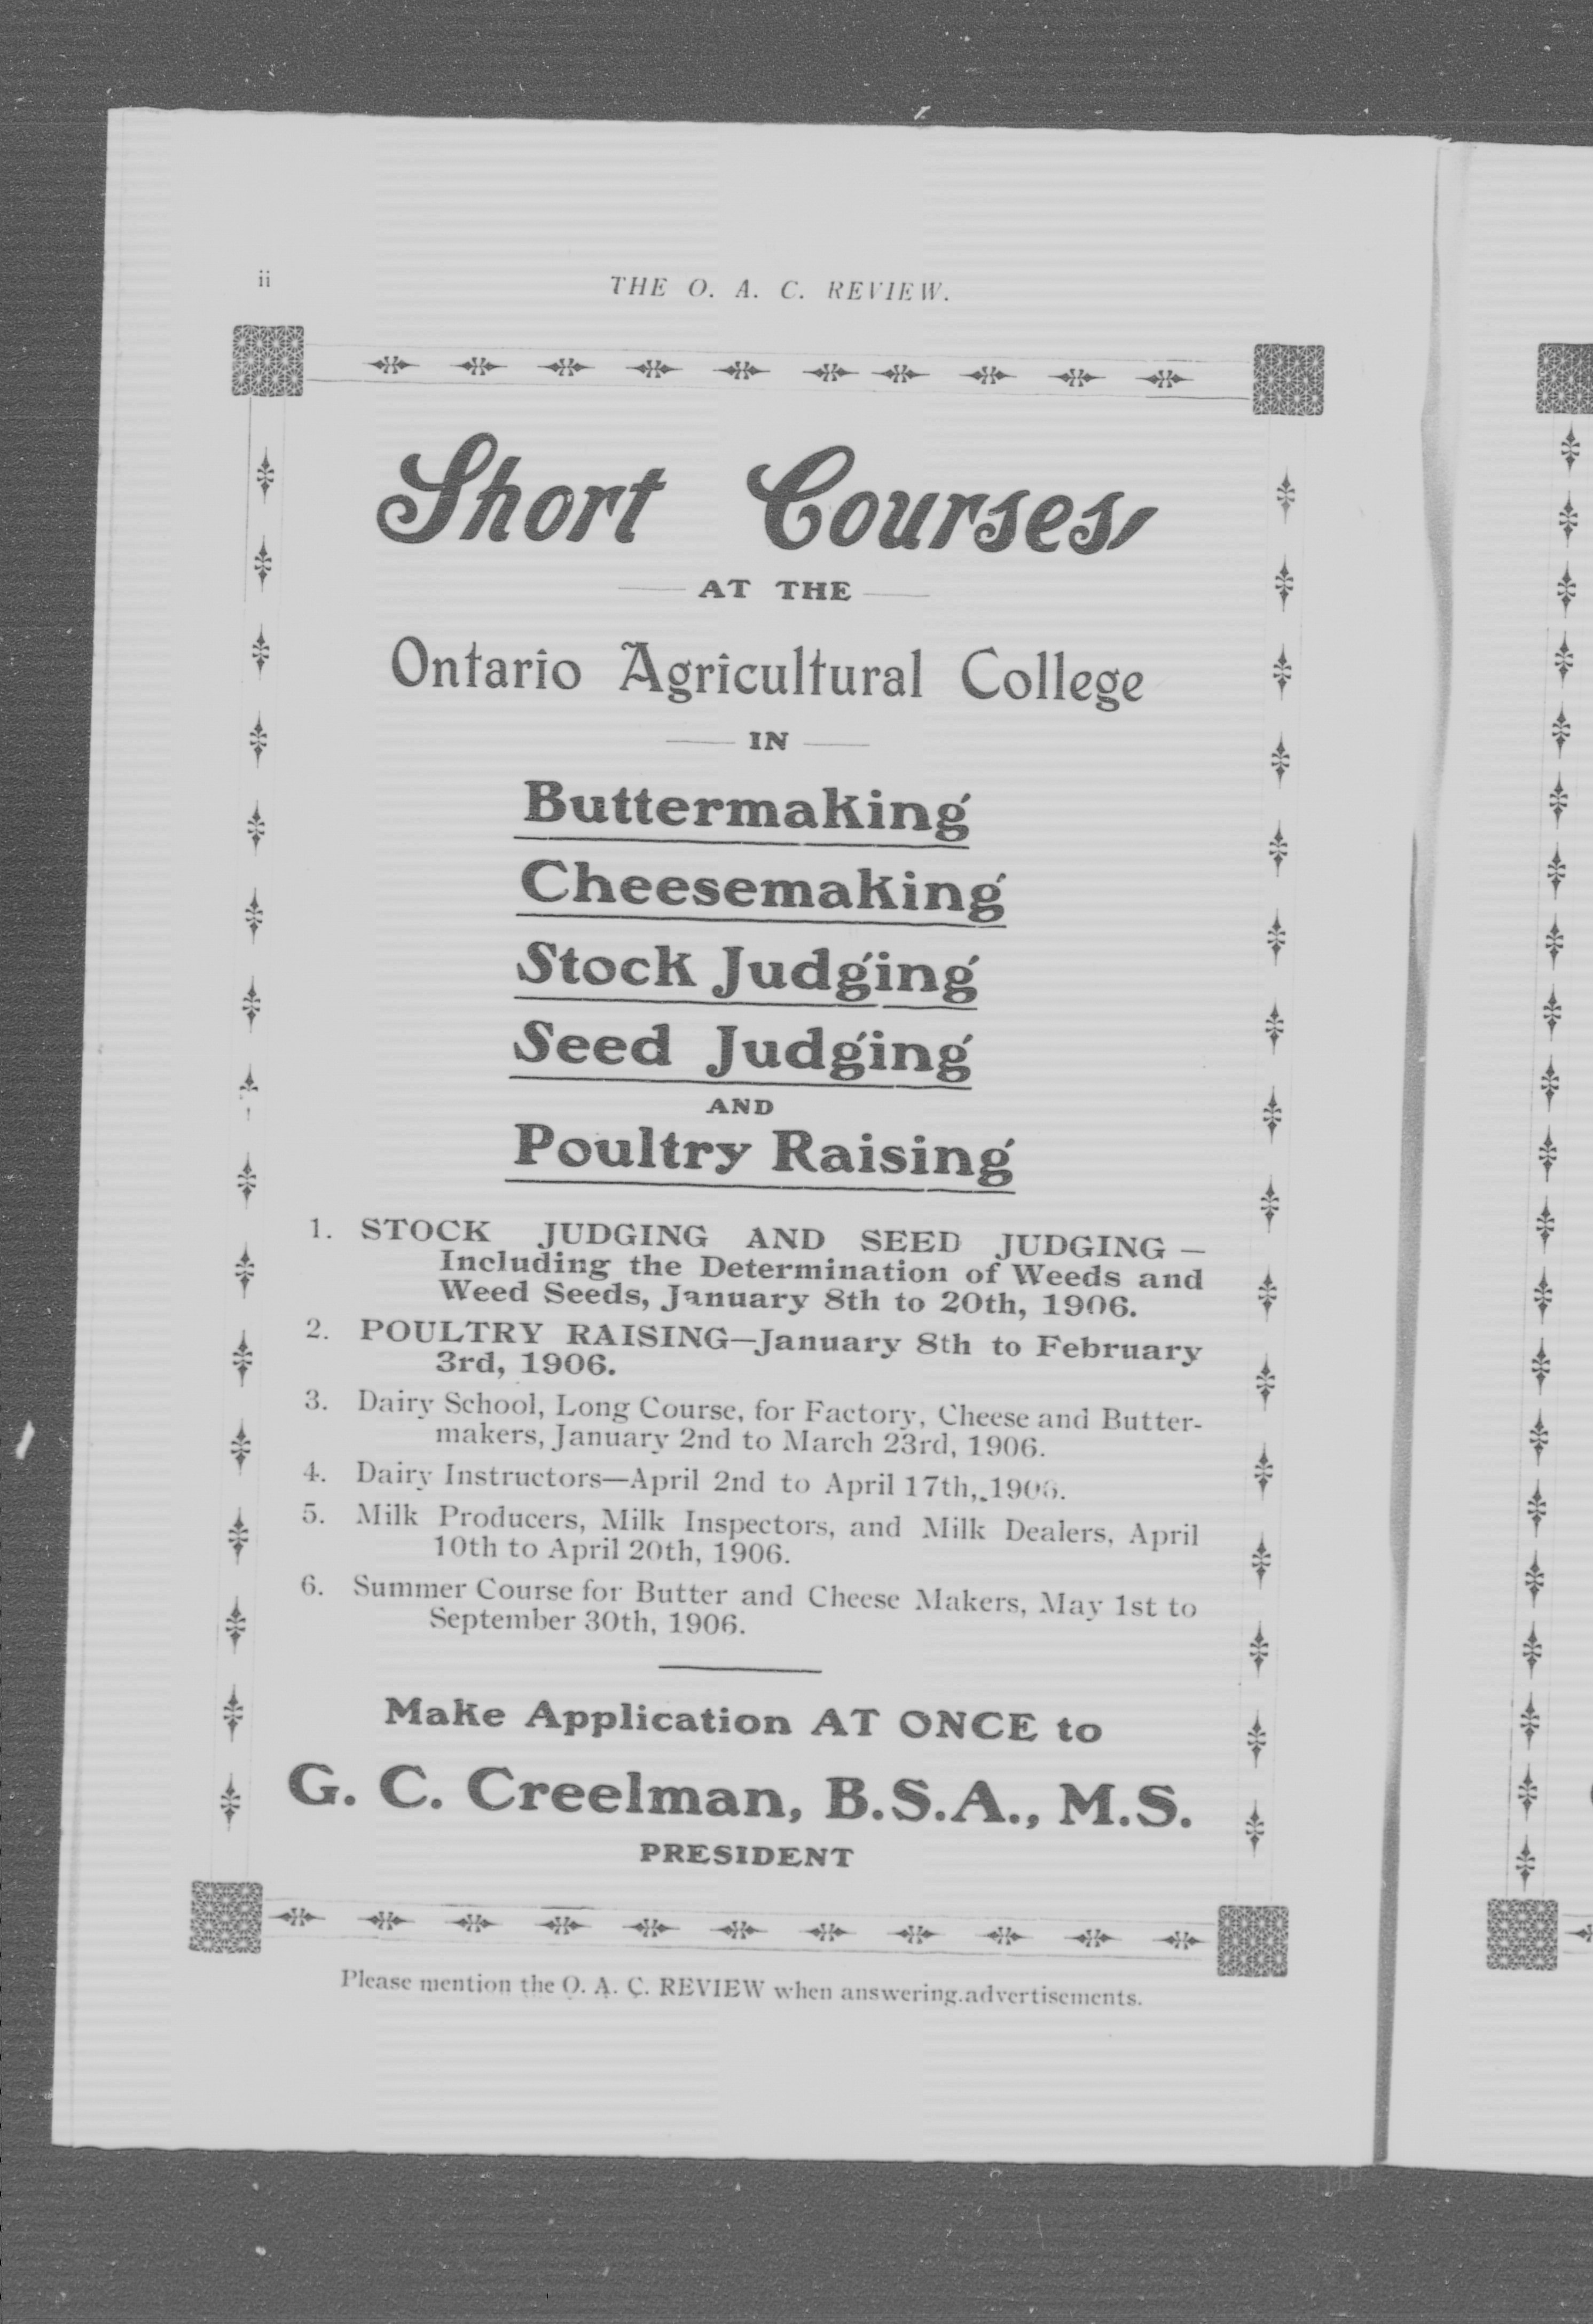 ii
THE O. A. C. REVIEW.
Short Courses
AT THE
Ontario Agricultural College
IN
Buttermaking
Cheesemaking
Stock Judging
Seed Judging
AND
Poultry Raising
1. STOCK JUDGING AND SEED JUDGING —
Including the Determination of Weeds and
Weed Seeds, January 8th to 20th, 1906.
2. POULTRY RAISING—January 8th to February
3rd, 1906.
3. Dairy School, Long Course, for Factory, Cheese and Butter-
makers, January 2nd to March 23rd, 1906.
4. Dairy Instructors—April 2nd to April 17th, 1906.
5. Milk Producers, Milk Inspectors, and Milk Dealers, April
10th to April 20th, 1906.
6. Summer Course for Butter and Cheese Makers, May 1st to
September 30th, 1906.
Make Application AT ONCE to
G. C. Creelman, B.S.A., M.S.
PRESIDENT
Please mention the O. A. C. REVIEW when answering advertisements.